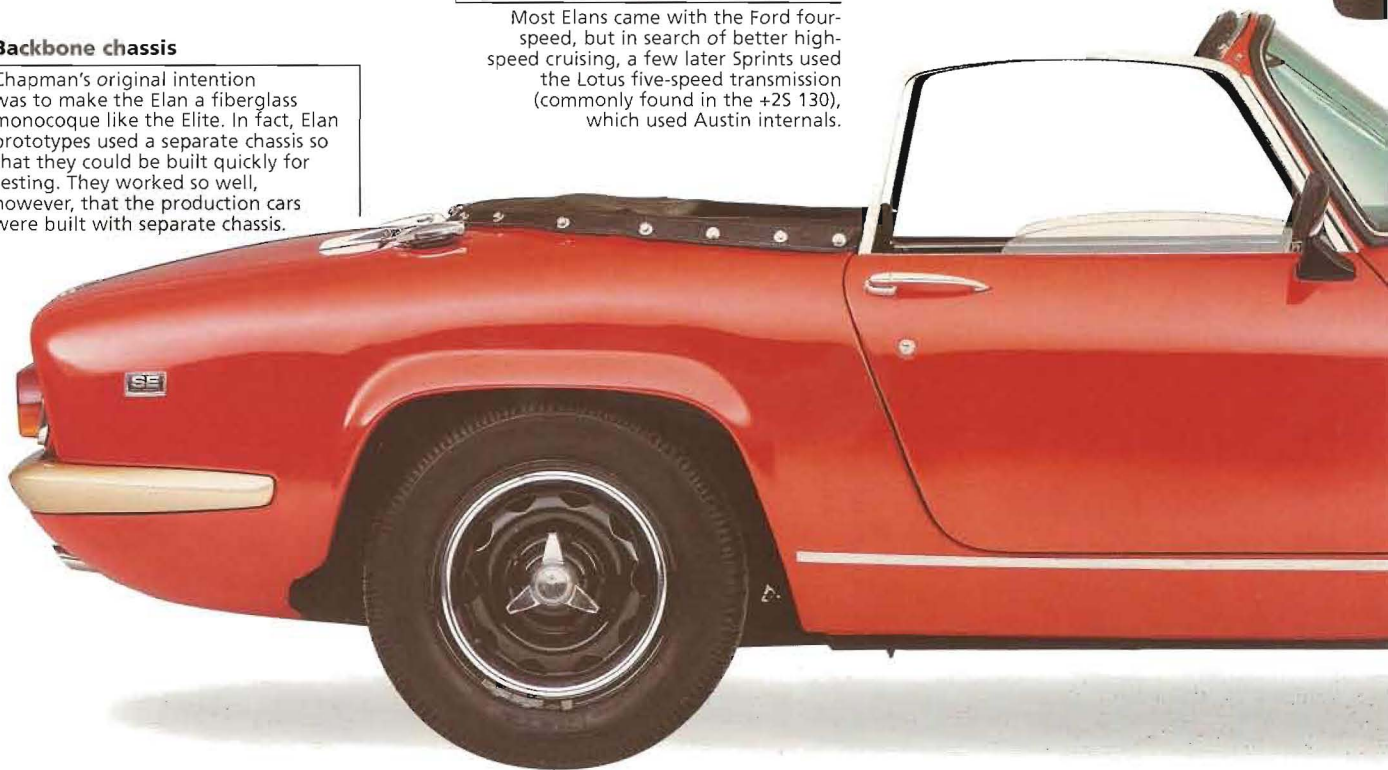 Backbone chassis
Chapman's original intention
was to make the Elan a fiberglass
monocoque like the Elite. In fact, Elan
prototypes used a separate chassis so
that they could be built quickly for
testing. They worked so well,
however, that the production cars
were built with separate chassis.
Most Elans came with the Ford four-
speed, but in search of better high-
speed cruising, a few later Sprints used
the Lotus five-speed transmission
(commonly found in the +2S 130),
which used Austin internals.
SE